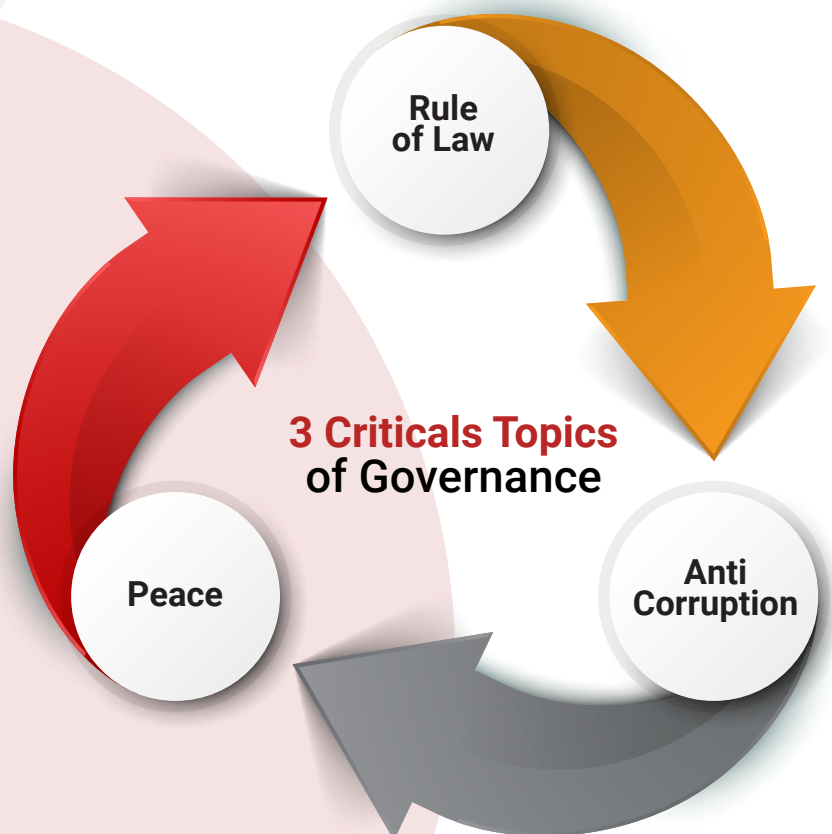 Rule
of Law
3 Criticals Topics
of Governance
Peace
Anti
Corruption